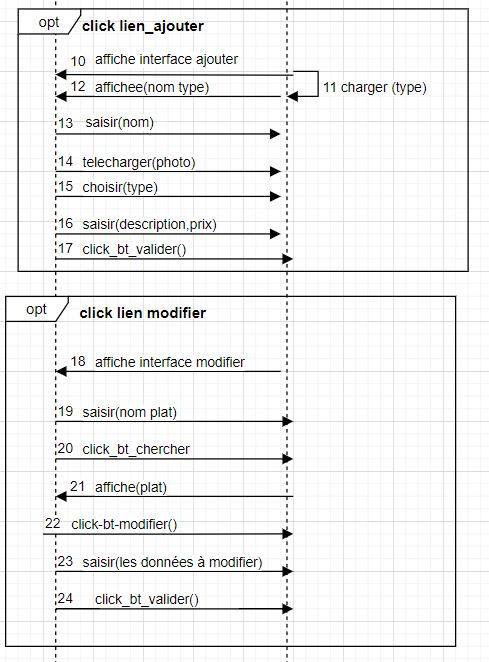 opt
click lien_ajouter
10 affiche interface ajouter
11 charger (type)
12 affichee(nom type)
13 saisir(nom)
14 telecharger(photo)
15 choisir(type)
16 saisir(description,prix)
17 click_bt_valider()
opt
click lien modifier
18 affiche interface modifier
19 saisir(nom plat)
20 click_bt_chercher
21 affiche(plat)
22 click-bt-modifier()
23 saisir(les données à modifier)
24 click_bt_valider()